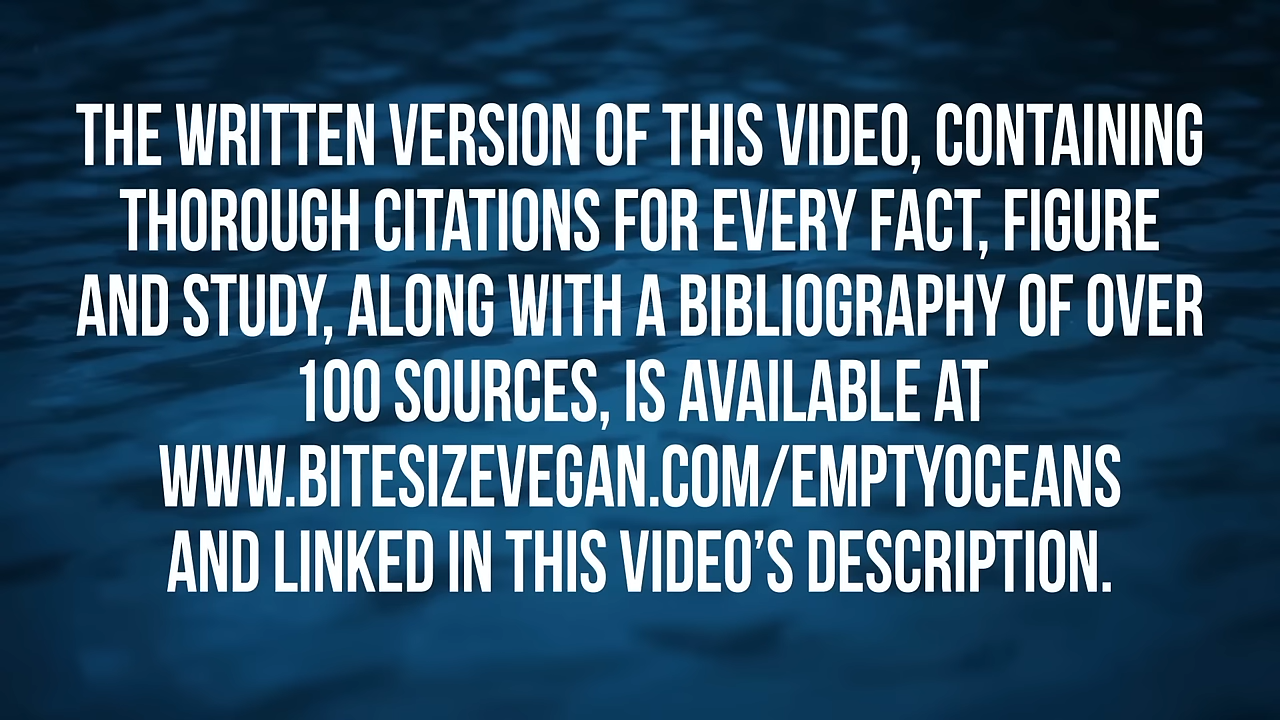 THE WRITTEN VERSION OF THIS VIDEO, CONTAINING
THOROUGH CITATIONS FOR EVERY FACT, FIGURE
AND STUDY, ALONG WITH A BIBLIOGRAPHY OF OVER
100 SOURCES, IS AVAILABLE AT
WWW.BITESIZEVEGAN.COM/EMPTYOCEANS
AND LINKED IN THIS VIDEO’S DESCRIPTION.